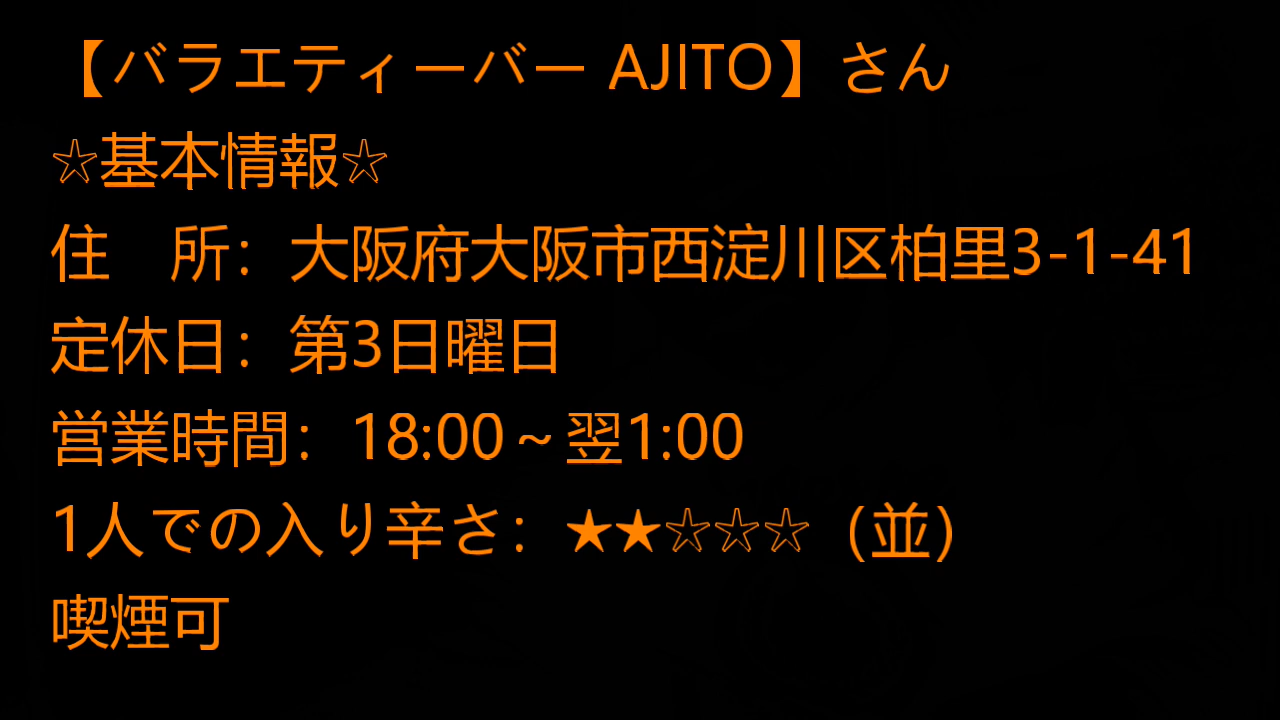 【バラエティーバー AJITO】さん
☆基本情報☆
住　所：大阪府大阪市西淀川区柏里3-1-41
定休日：第3日曜日
営業時間：18:00～翌1:00
1人での入り辛さ：★★☆☆☆（並）
喫煙可